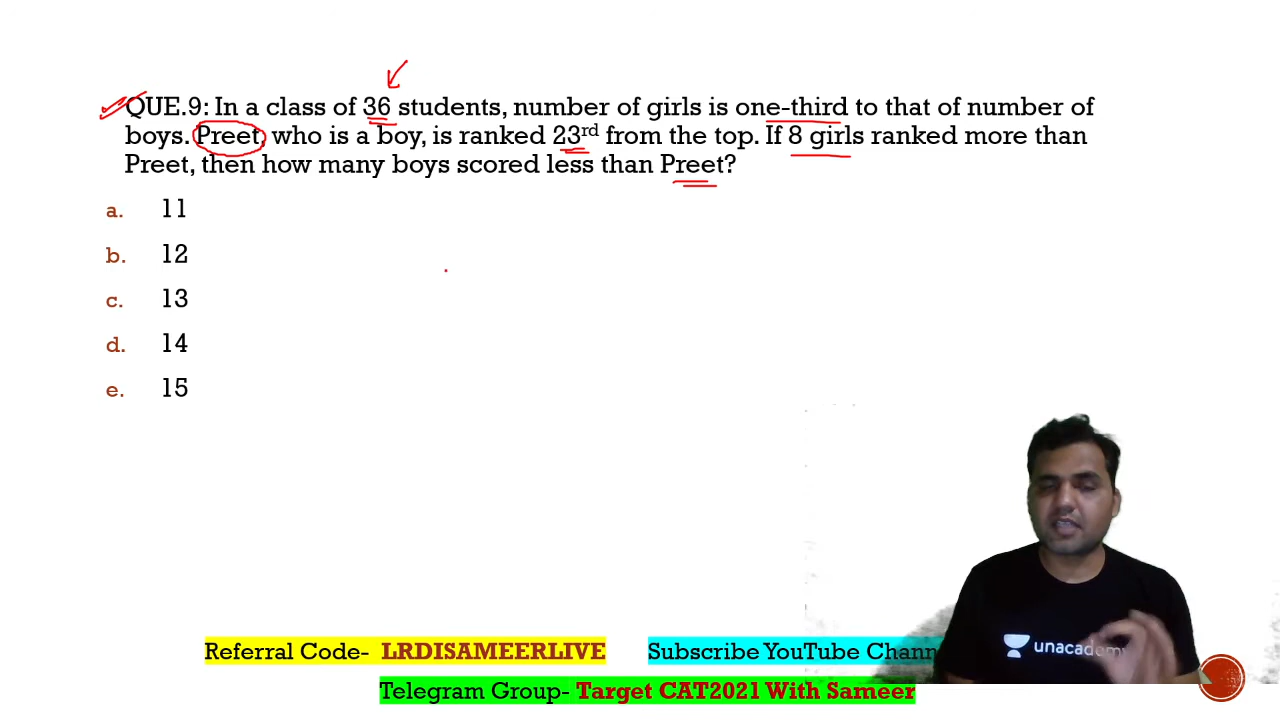 QUE.9: In a class of 36 students, number of girls is one-third to that of number of
boys. Preet, who is a boy, is ranked 23rd from the top. If 8 girls ranked more than
Preet, then how many boys scored less than Preet?
a. 11
b. 12
c. 13
d. 14
e. 15
unacademy
Referral Code- LRDISAMEERLIVE Subscribe YouTube Chann
Telegram Group- Target CAT2021 With Sameer